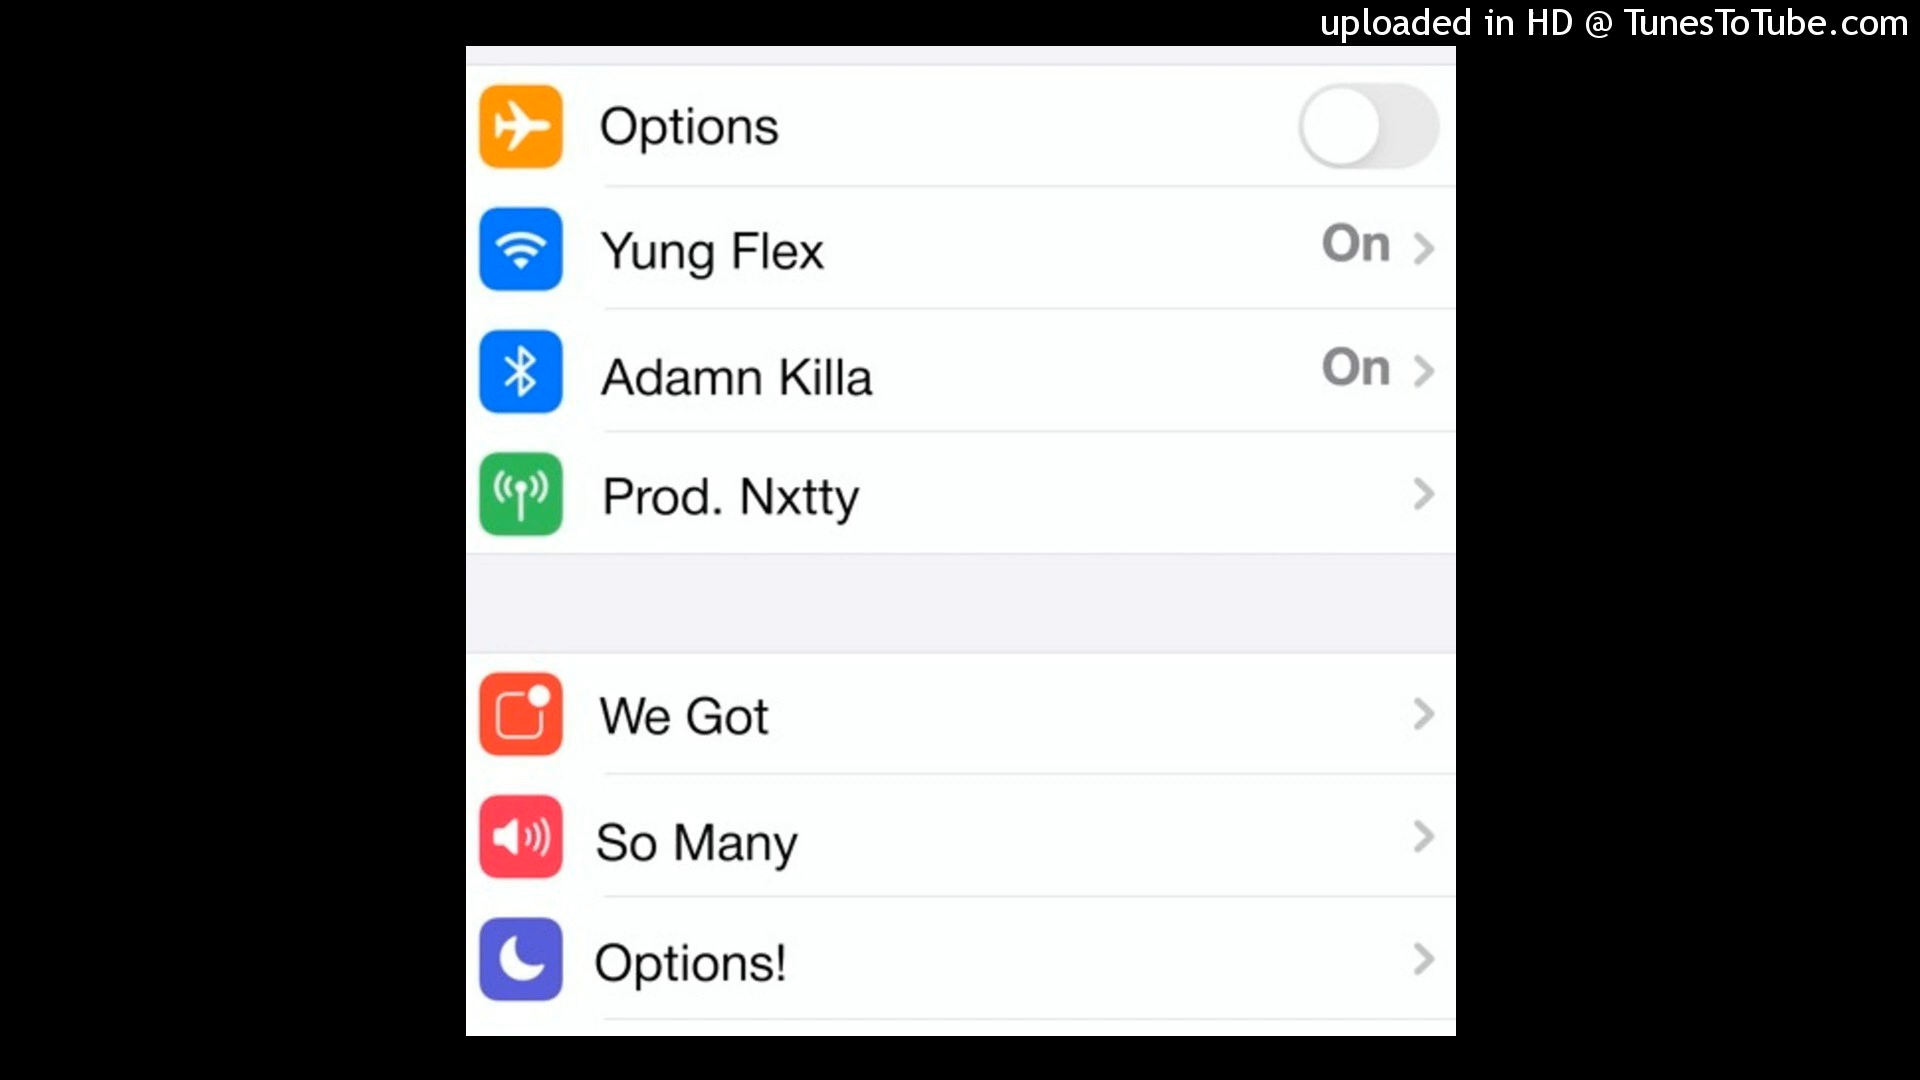 uploaded in HD @ TunesToTube.com
Options
Yung Flex On
Adamn Killa On
Prod. Nxtty
We Got
So Many
Options!